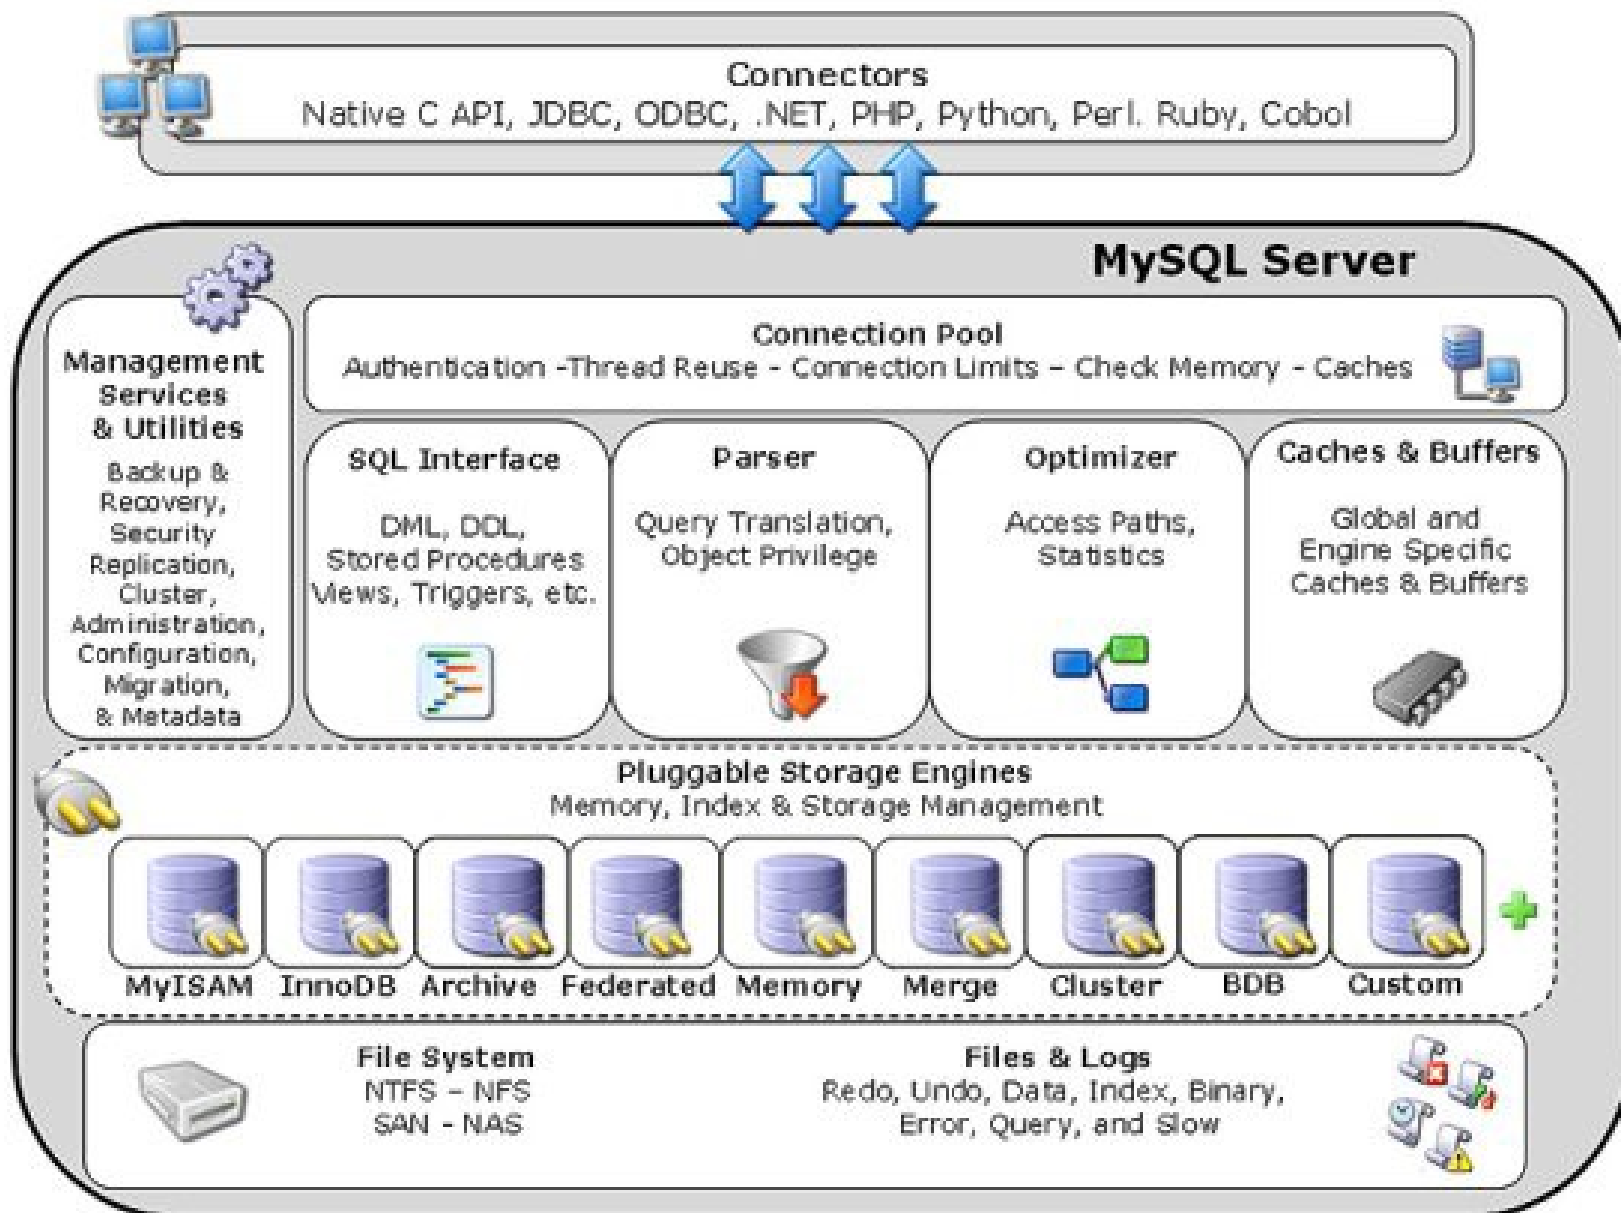 Connectors
Native C API, JDBC, ODBC, .NET, PHP, Python, Perl. Ruby, Cobol
MySQL Server
Management
Services
& Utilities
Backup &
Recovery,
Security
Replication,
Cluster,
Administration,
Configuration,
Migration,
& Metadata
Connection Pool
Authentication -Thread Reuse - Connection Limits – Check Memory - Caches
SQL Interface
DML, DDL,
Stored Procedures
Views, Triggers, etc.
Parser
Query Translation,
Object Privilege
Optimizer
Access Paths,
Statistics
Caches & Buffers
Global and
Engine Specific
Caches & Buffers
Pluggable Storage Engines
Memory, Index & Storage Management
MyISAM
InnoDB
Archive
Federated
Memory
Merge
Cluster
BDB
Custom
File System
NTFS – NFS
SAN - NAS
Files & Logs
Redo, Undo, Data, Index, Binary,
Error, Query, and Slow